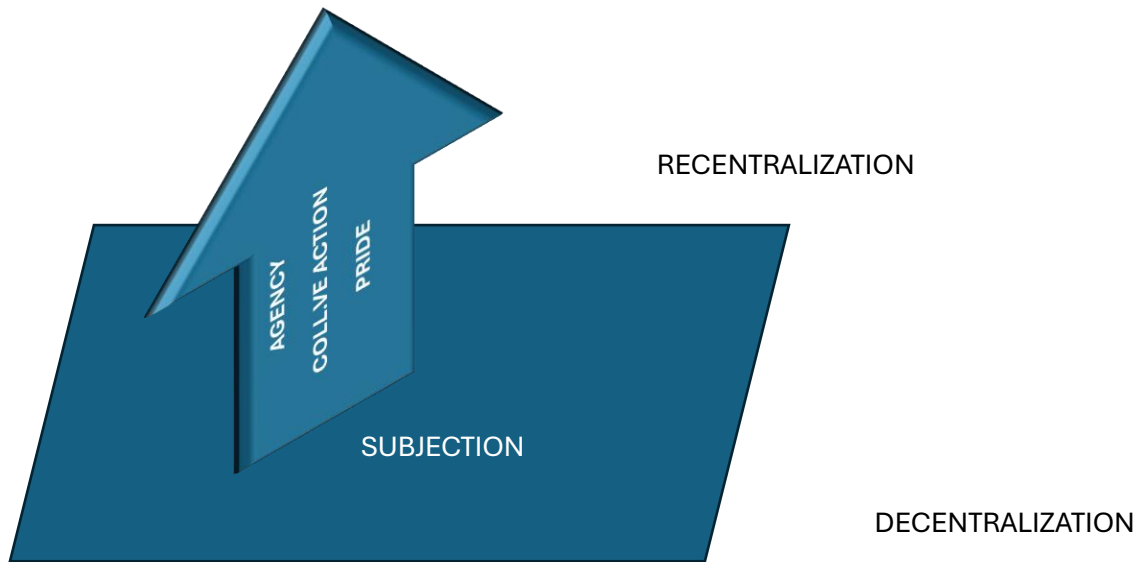 RECENTRALIZATION
AGENCY
COLL.VE ACTION
PRIDE
SUBJECTION
DECENTRALIZATION